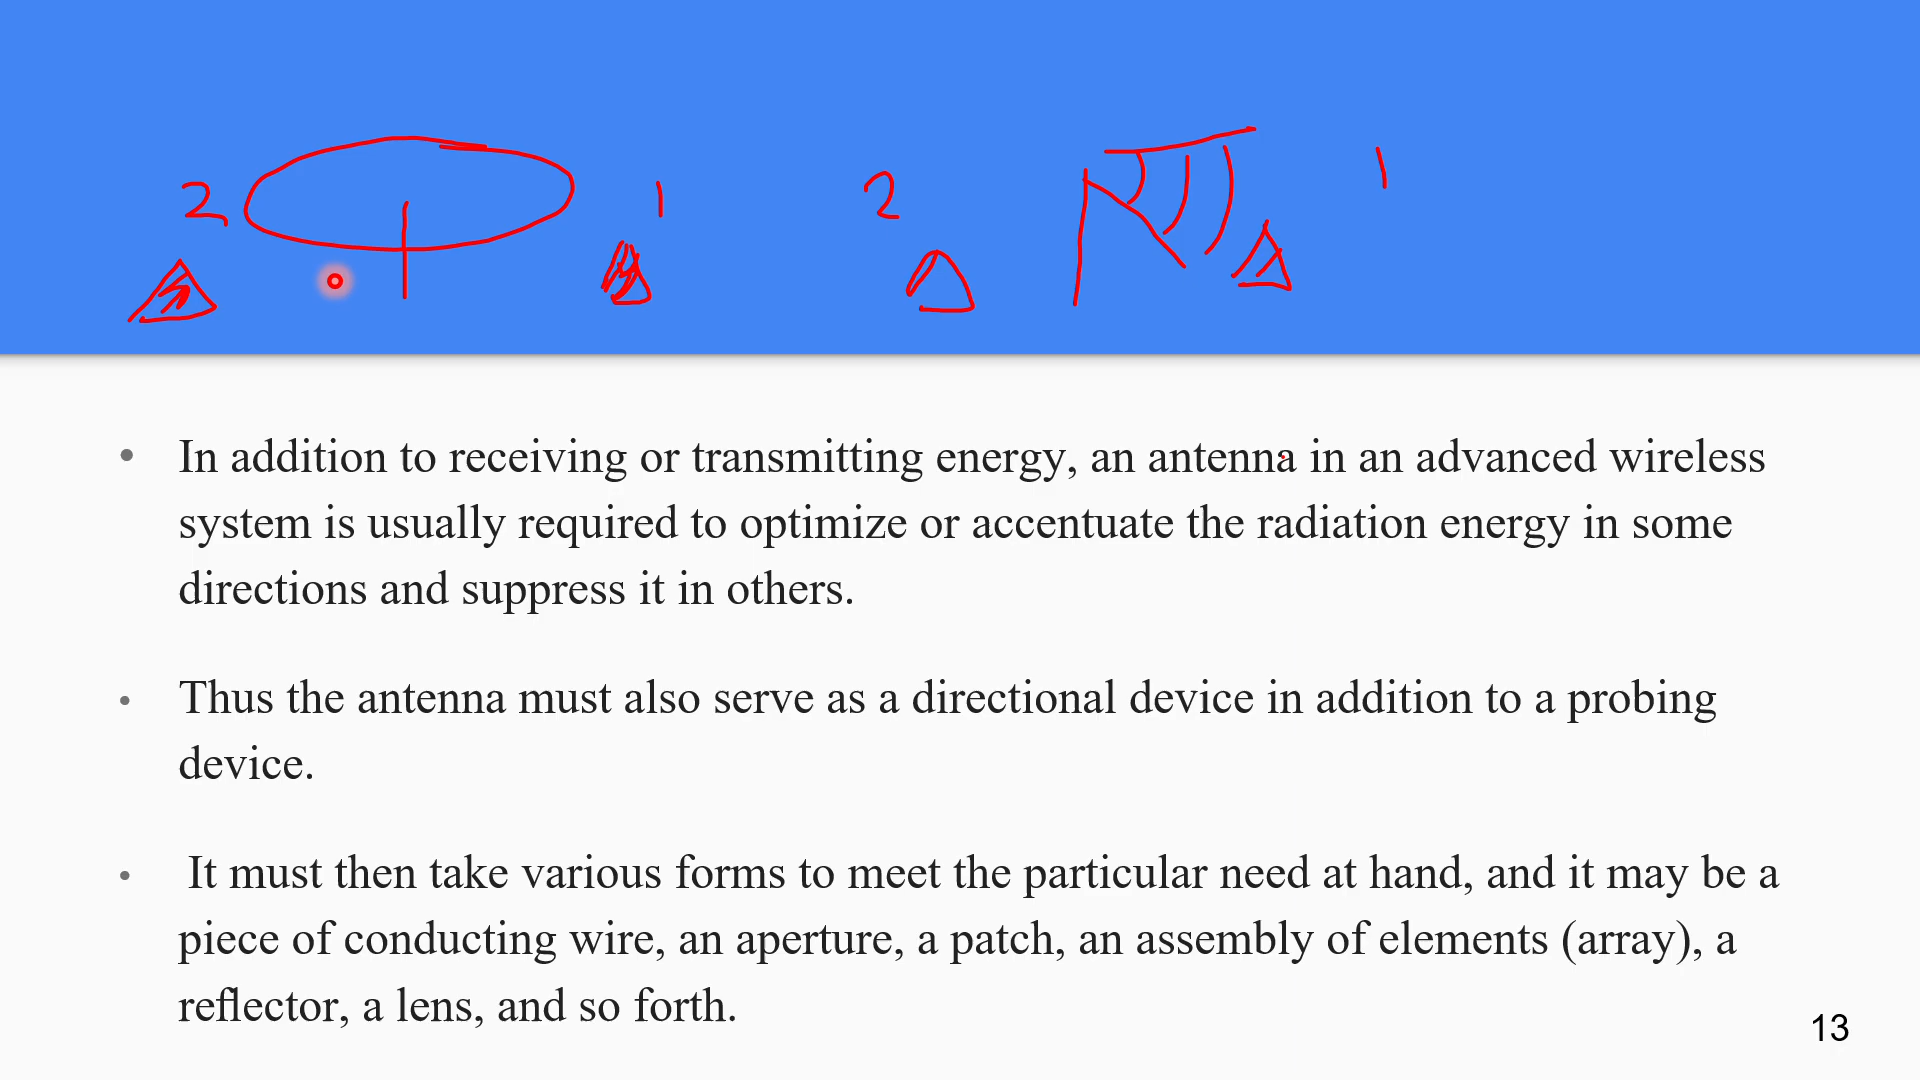 2 1 2 1
• In addition to receiving or transmitting energy, an antenna in an advanced wireless
system is usually required to optimize or accentuate the radiation energy in some
directions and suppress it in others.
• Thus the antenna must also serve as a directional device in addition to a probing
device.
• It must then take various forms to meet the particular need at hand, and it may be a
piece of conducting wire, an aperture, a patch, an assembly of elements (array), a
reflector, a lens, and so forth.
13